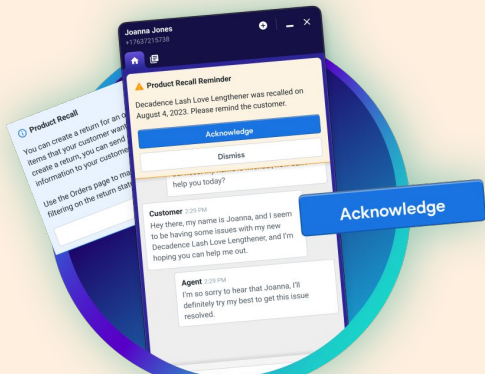 Joanna Jones
+17637215738
Product Recall Reminder
Decadence Lash Love Lengthener was recalled on
August 4, 2023. Please remind the customer.
Acknowledge
Dismiss
help you today?
Customer 2:29 PM
Hey there, my name is Joanna, and I seem
to be having some issues with my new
Decadence Lash Love Lengthener, and I'm
hoping you can help me out.
Agent 2:29 PM
I'm so sorry to hear that Joanna, I'll
definitely try my best to get this issue
resolved.
Product Recall
You can create a return for an o
items that your customer want
create a return, you can send
information to your custome
Use the Orders page to ma
filtering on the return stat
Acknowledge